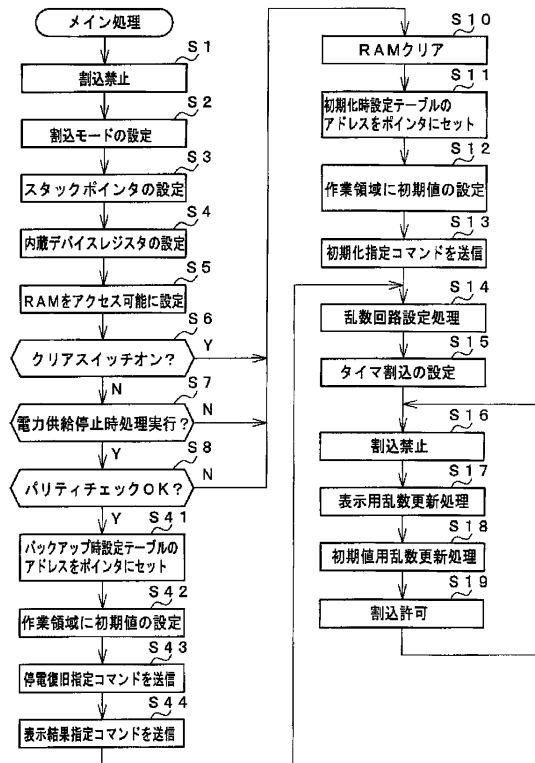 メイン処理
S1
割込禁止
S2
割込モードの設定
S3
スタックポインタの設定
S4
内蔵デバイスレジスタの設定
S5
RAMをアクセス可能に設定
S6
クリアスイッチオン？
Y
N
S7
電力供給停止時処理実行？
N
Y
S8
パリティチェックOK？
N
Y
S41
バックアップ時設定テーブルの
アドレスをポインタにセット
S42
作業領域に初期値の設定
S43
停電復旧指定コマンドを送信
S44
表示結果指定コマンドを送信
S10
RAMクリア
S11
初期化時設定テーブルの
アドレスをポインタにセット
S12
作業領域に初期値の設定
S13
初期化指定コマンドを送信
S14
乱数回路設定処理
S15
タイマ割込の設定
S16
割込禁止
S17
表示用乱数更新処理
S18
初期値用乱数更新処理
S19
割込許可